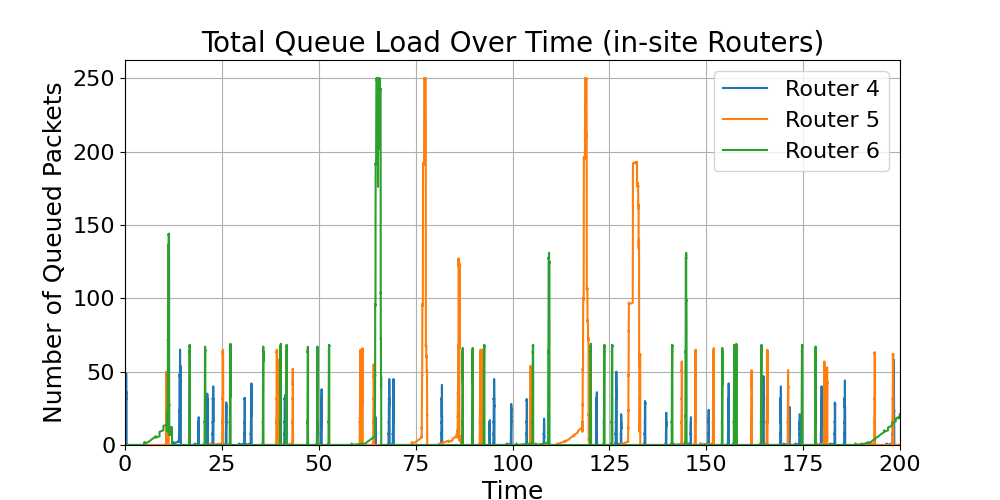 Total Queue Load Over Time (in-site Routers)
Number of Queued Packets
250
200
150
100
50
0
Router 4
Router 5
Router 6
0 25 50 75 100 125 150 175 200
Time